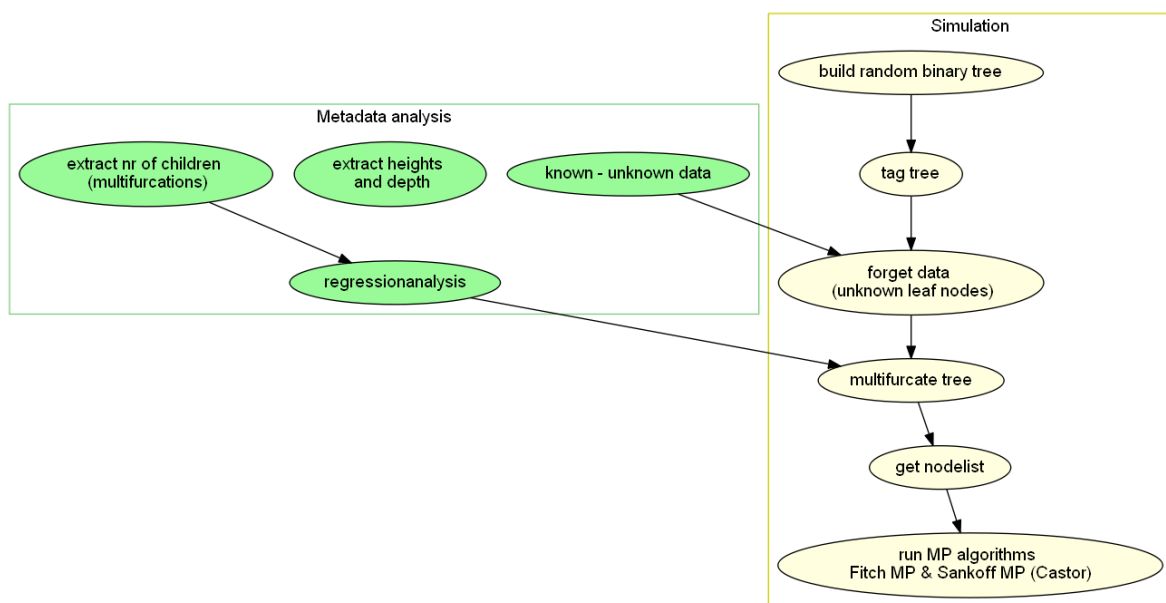 Simulation
build random binary tree
Metadata analysis
extract nr of children
(multifurcations)
extract heights
and depth
known - unknown data
tag tree
regressionanalysis
forget data
(unknown leaf nodes)
multifurcate tree
get nodelist
run MP algorithms
Fitch MP & Sankoff MP (Castor)